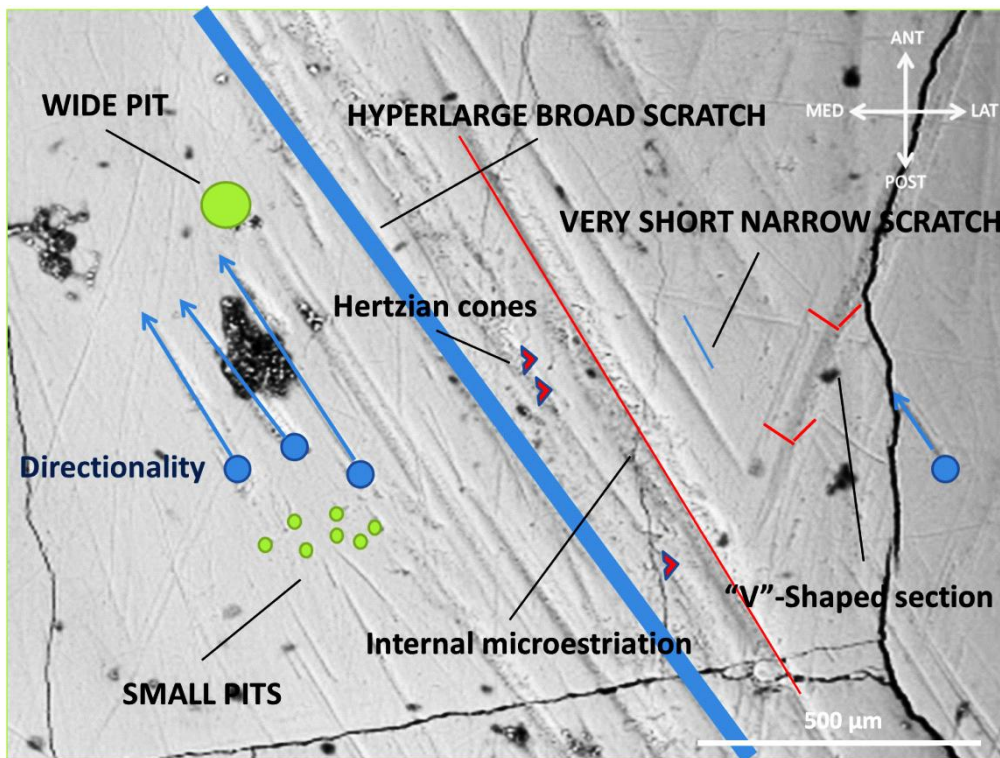 ANT
WIDE PIT
HYPERLARGE BROAD SCRATCH
MED
LAT
POST
VERY SHORT NARROW SCRATCH
Hertzian cones
Directionality
"V"-Shaped section
Internal microestriation
SMALL PITS
500 µm